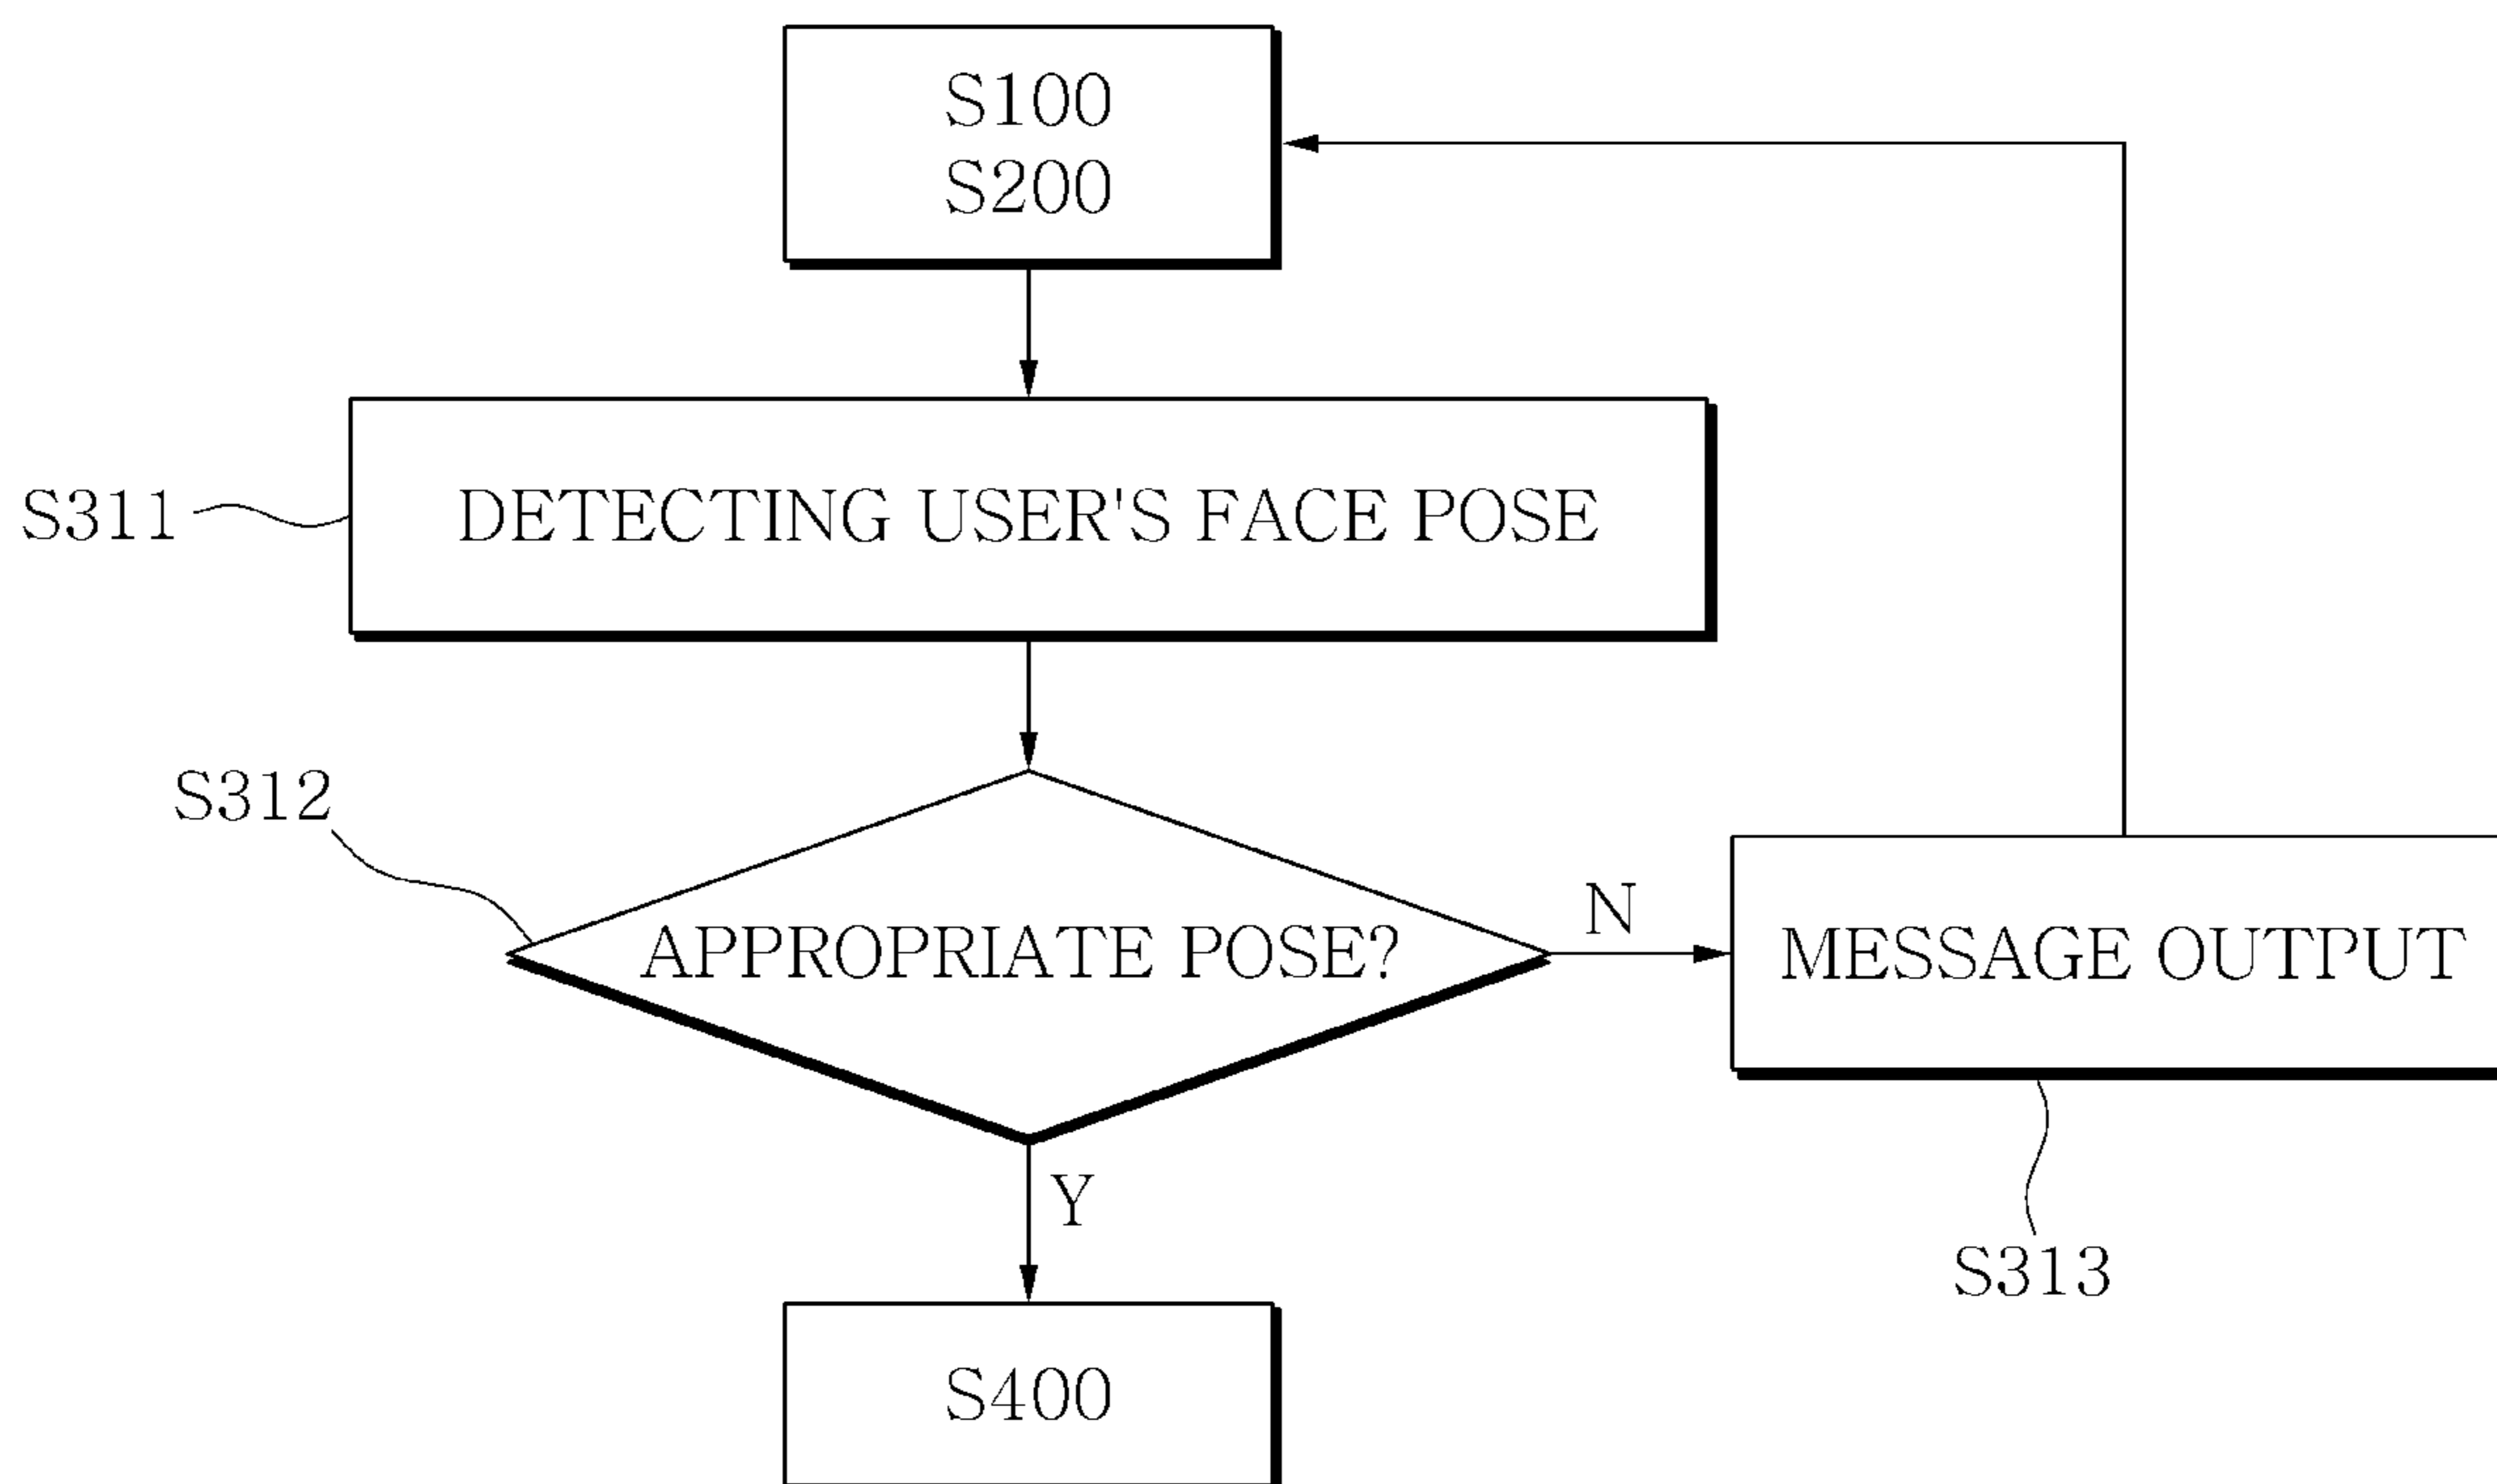 S100
S200
S311
DETECTING USER'S FACE POSE
S312
APPROPRIATE POSE?
N
MESSAGE OUTPUT
Y
S313
S400